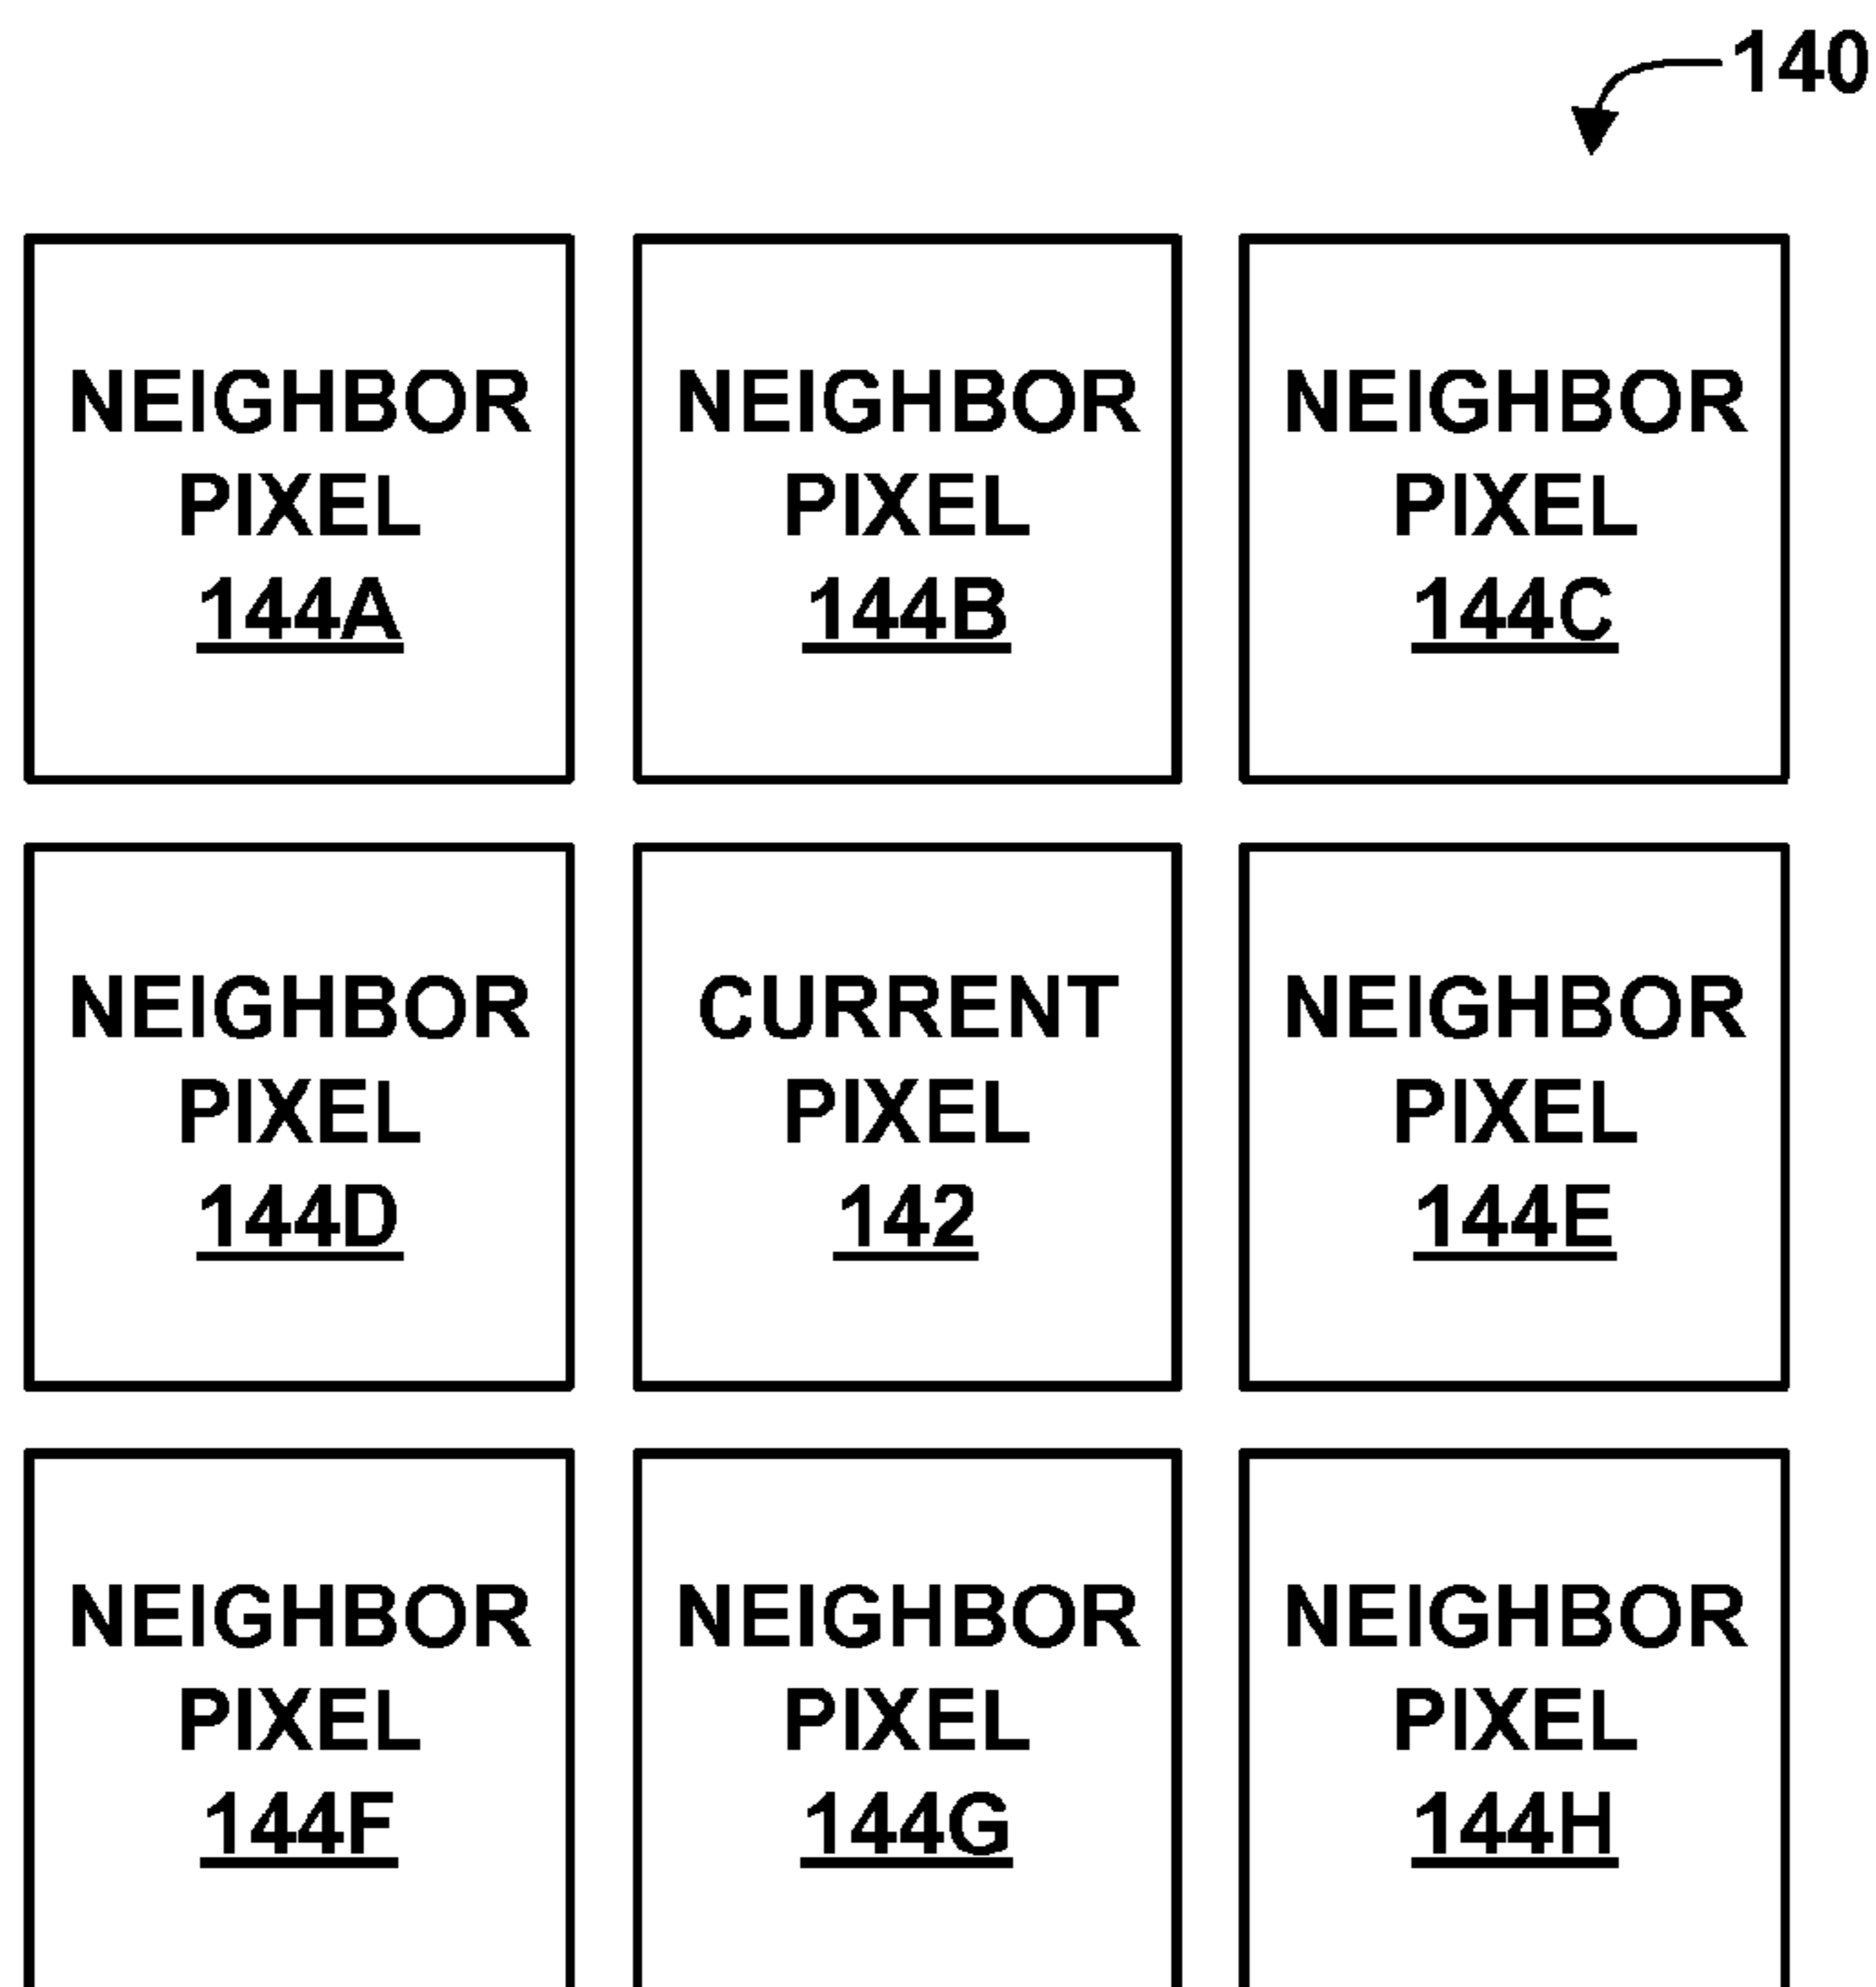 140
NEIGHBOR
PIXEL
144A
NEIGHBOR
PIXEL
144B
NEIGHBOR
PIXEL
144C
NEIGHBOR
PIXEL
144D
CURRENT
PIXEL
142
NEIGHBOR
PIXEL
144E
NEIGHBOR
PIXEL
144F
NEIGHBOR
PIXEL
144G
NEIGHBOR
PIXEL
144H